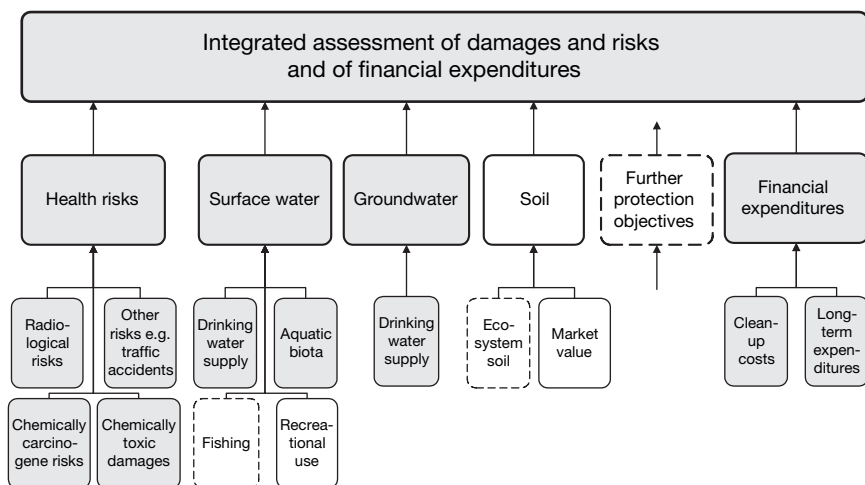 Integrated assessment of damages and risks
and of financial expenditures
Health risks
Surface water
Groundwater
Soil
Further
protection
objectives
Financial
expenditures
Radio-
logical
risks
Other
risks e.g.
traffic
accidents
Drinking
water
supply
Aquatic
biota
Drinking
water
supply
Eco-
system
soil
Market
value
Clean-
up
costs
Long-
term
expen-
ditures
Chemically
carcino-
gene risks
Chemically
toxic
damages
Fishing
Recrea-
tional
use